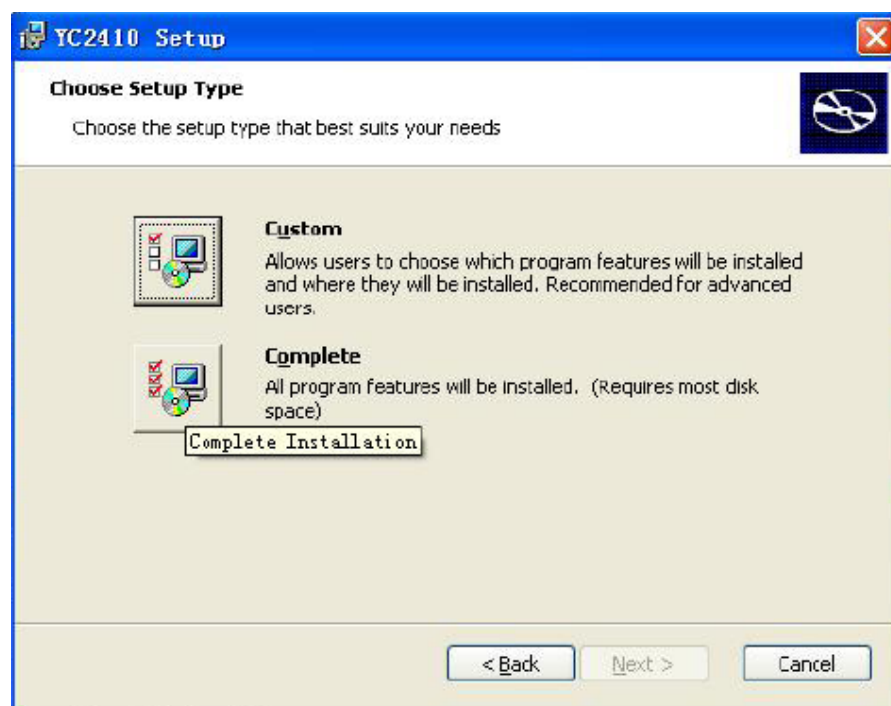 YC2410 Setup
Choose Setup Type
Choose the setup type that best suits your needs
Custom
Allows users to choose which program features will be installed
and where they will be installed. Recommended for advanced
users.
Complete
All program features will be installed. (Requires most disk
space)
Complete Installation
< Back
Next >
Cancel